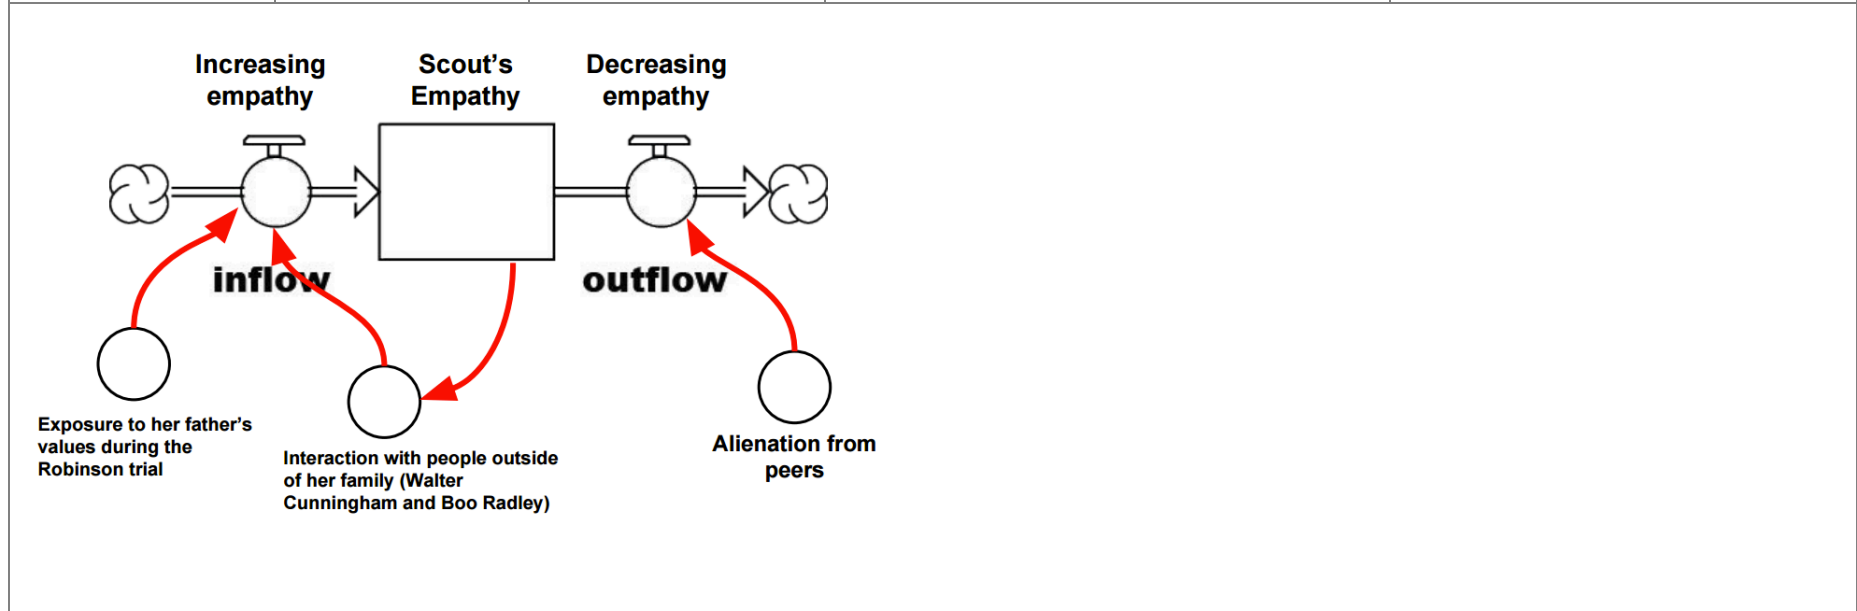 Increasing
empathy
Scout’s
Empathy
Decreasing
empathy
inflow
outflow
Exposure to her father’s
values during the
Robinson trial
Interaction with people outside
of her family (Walter
Cunningham and Boo Radley)
Alienation from
peers